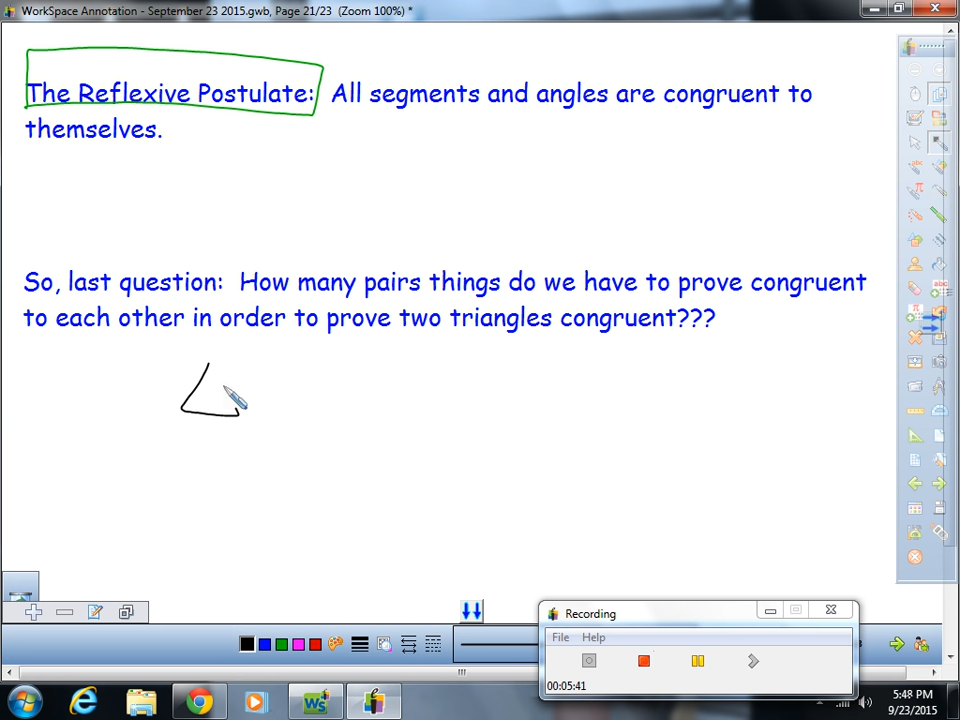 WorkSpace Annotation - September 23 2015.gwb, Page 21/23 (Zoom 100%) *
The Reflexive Postulate: All segments and angles are congruent to
themselves.
So, last question: How many pairs things do we have to prove congruent
to each other in order to prove two triangles congruent???
Recording
File Help
00:05:41
5:48 PM
9/23/2015